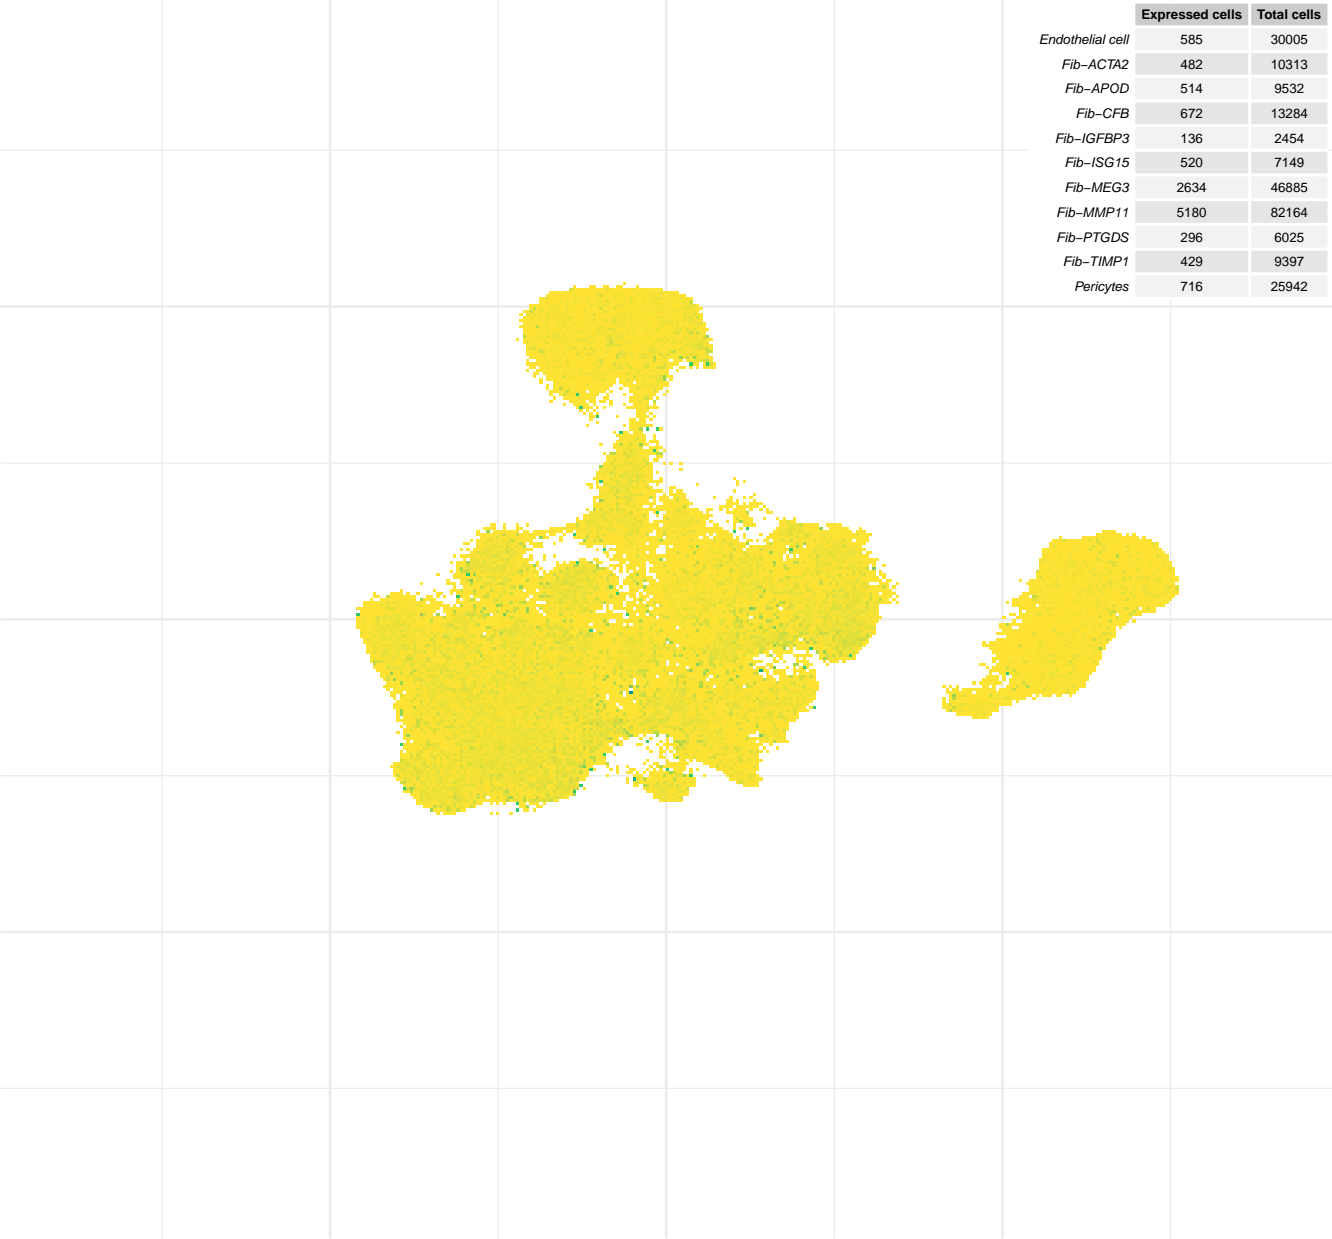 Expressed cells Total cells
Endothelial cell 585 30005
Fib−ACTA2 482 10313
Fib−APOD 514 9532
Fib−CFB 672 13284
Fib−IGFBP3 136 2454
Fib−ISG15 520 7149
Fib−MEG3 2634 46885
Fib−MMP11 5180 82164
Fib−PTGDS 296 6025
Fib−TIMP1 429 9397
Pericytes 716 25942